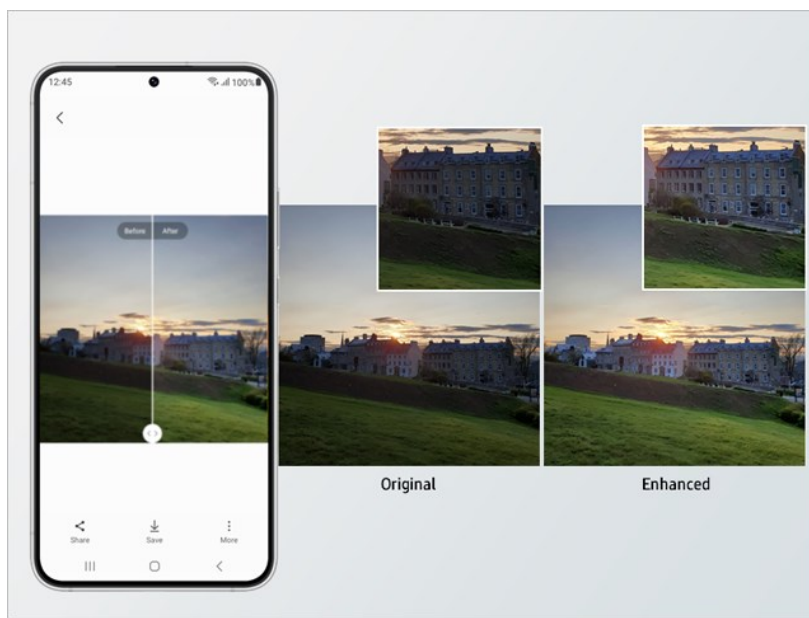 12:45
100%
Before
After
Share
Save
More
Original
Enhanced